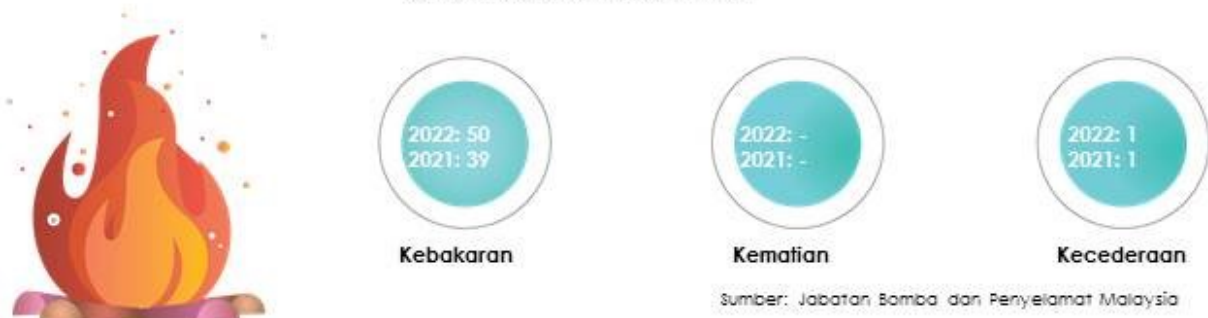 2022: 50
2021: 39
Kebakaran
2022: -
2021: -
Kematian
2022: 1
2021: 1
Kecederaan
Sumber: Jabatan Bomba dan Penyelamat Malaysia